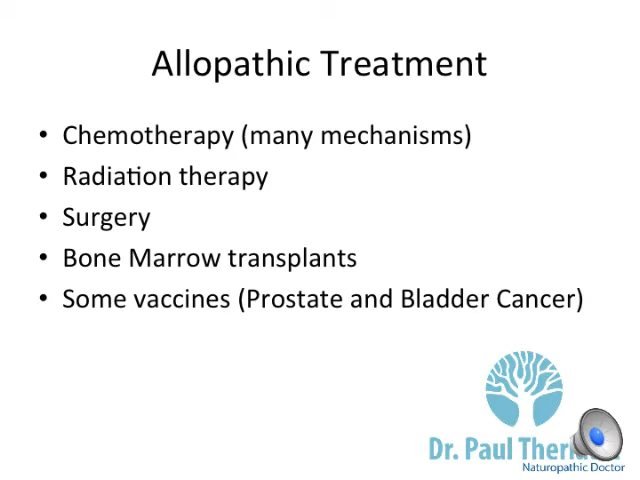 Allopathic Treatment
• Chemotherapy (many mechanisms)
• Radiation therapy
• Surgery
• Bone Marrow transplants
• Some vaccines (Prostate and Bladder Cancer)
Dr. Paul
Naturopathic Doctor